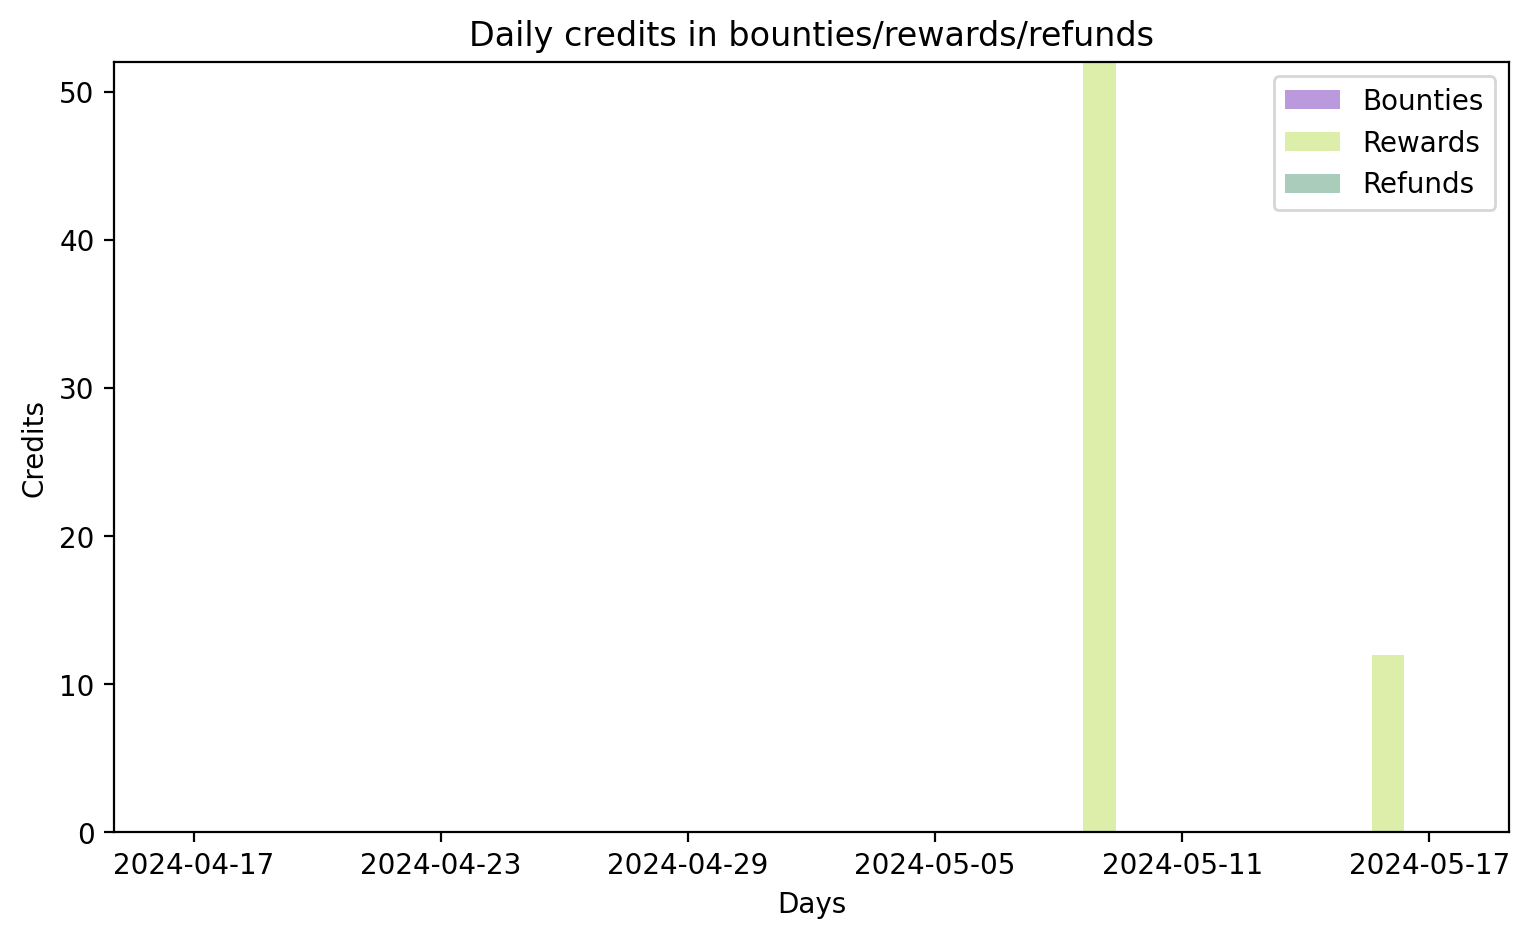 Daily credits in bounties/rewards/refunds
Bounties
Rewards
Refunds
Credits
50
40
30
20
10
0
2024-04-17 2024-04-23 2024-04-29 2024-05-05 2024-05-11 2024-05-17
Days